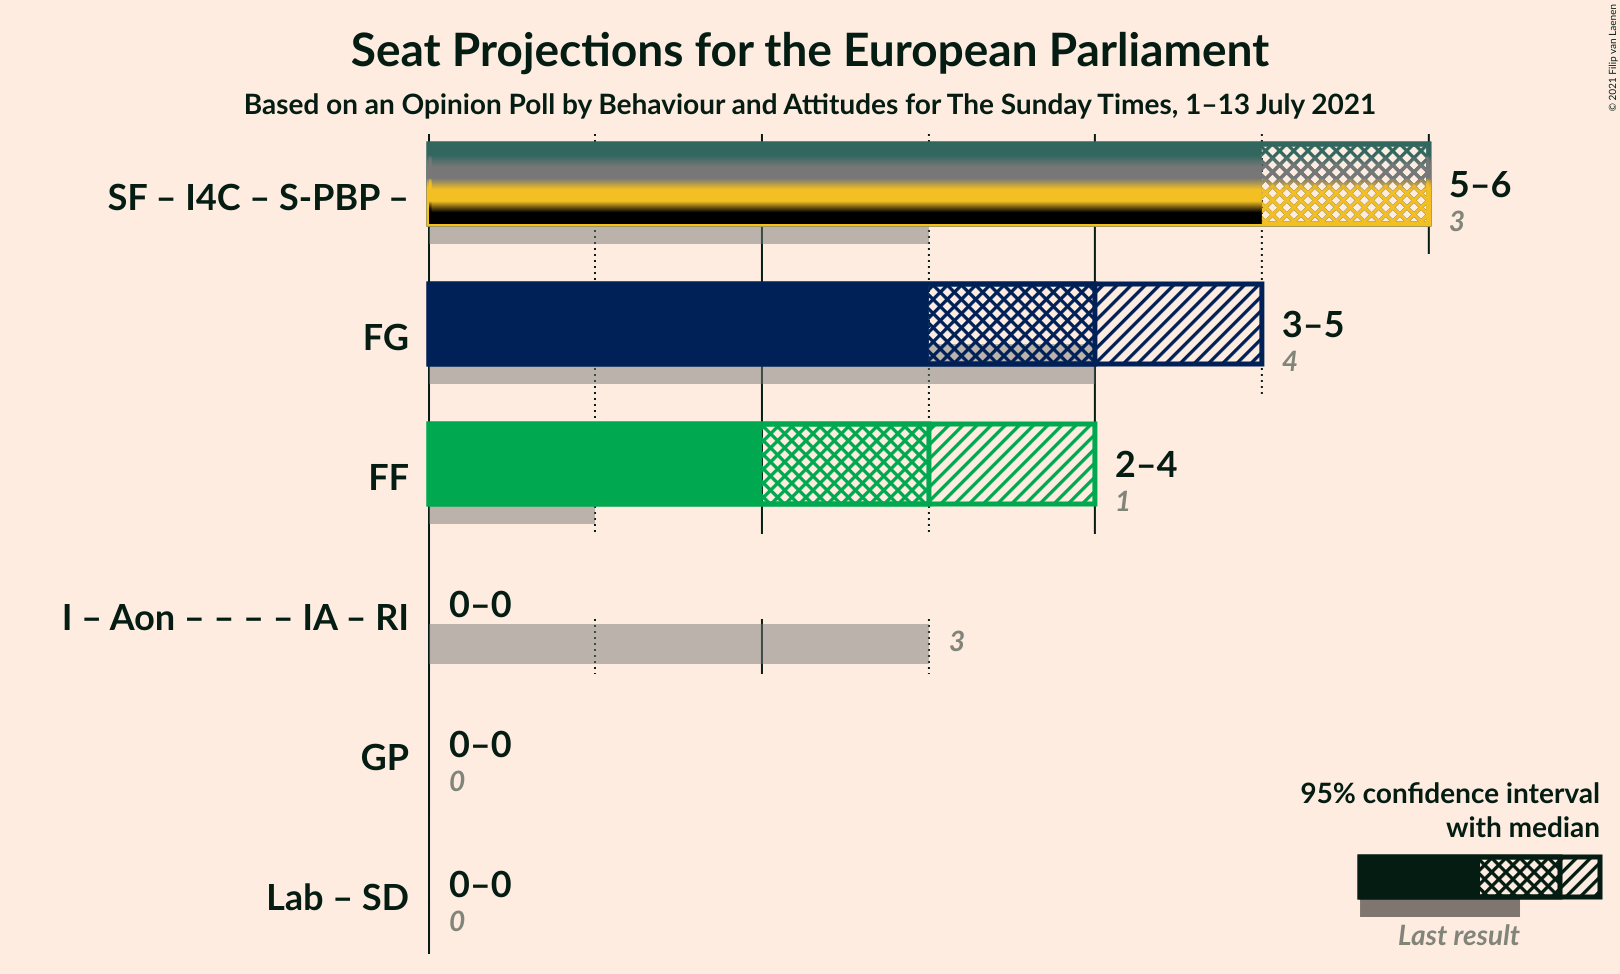 Seat Projections for the European Parliament
Based on an Opinion Poll by Behaviour and Attitudes for The Sunday Times, 1–13 July 2021
© 2021 Filip van Laenen
SF – I4C – S-PBP –
5–6
3
FG
3–5
4
FF
2–4
1
I – Aon – – – – IA – RI
0–0
3
GP
0–0
0
Lab – SD
0–0
0
95% confidence interval
with median
Last result